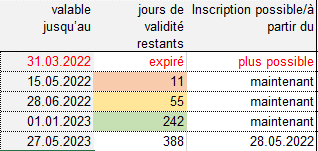 valable jours de Inscription possible/à
jusqu'au validité partir du
restants
31.03.2022 expiré plus possible
15.05.2022 11 maintenant
28.06.2022 55 maintenant
01.01.2023 242 maintenant
27.05.2023 388 28.05.2022